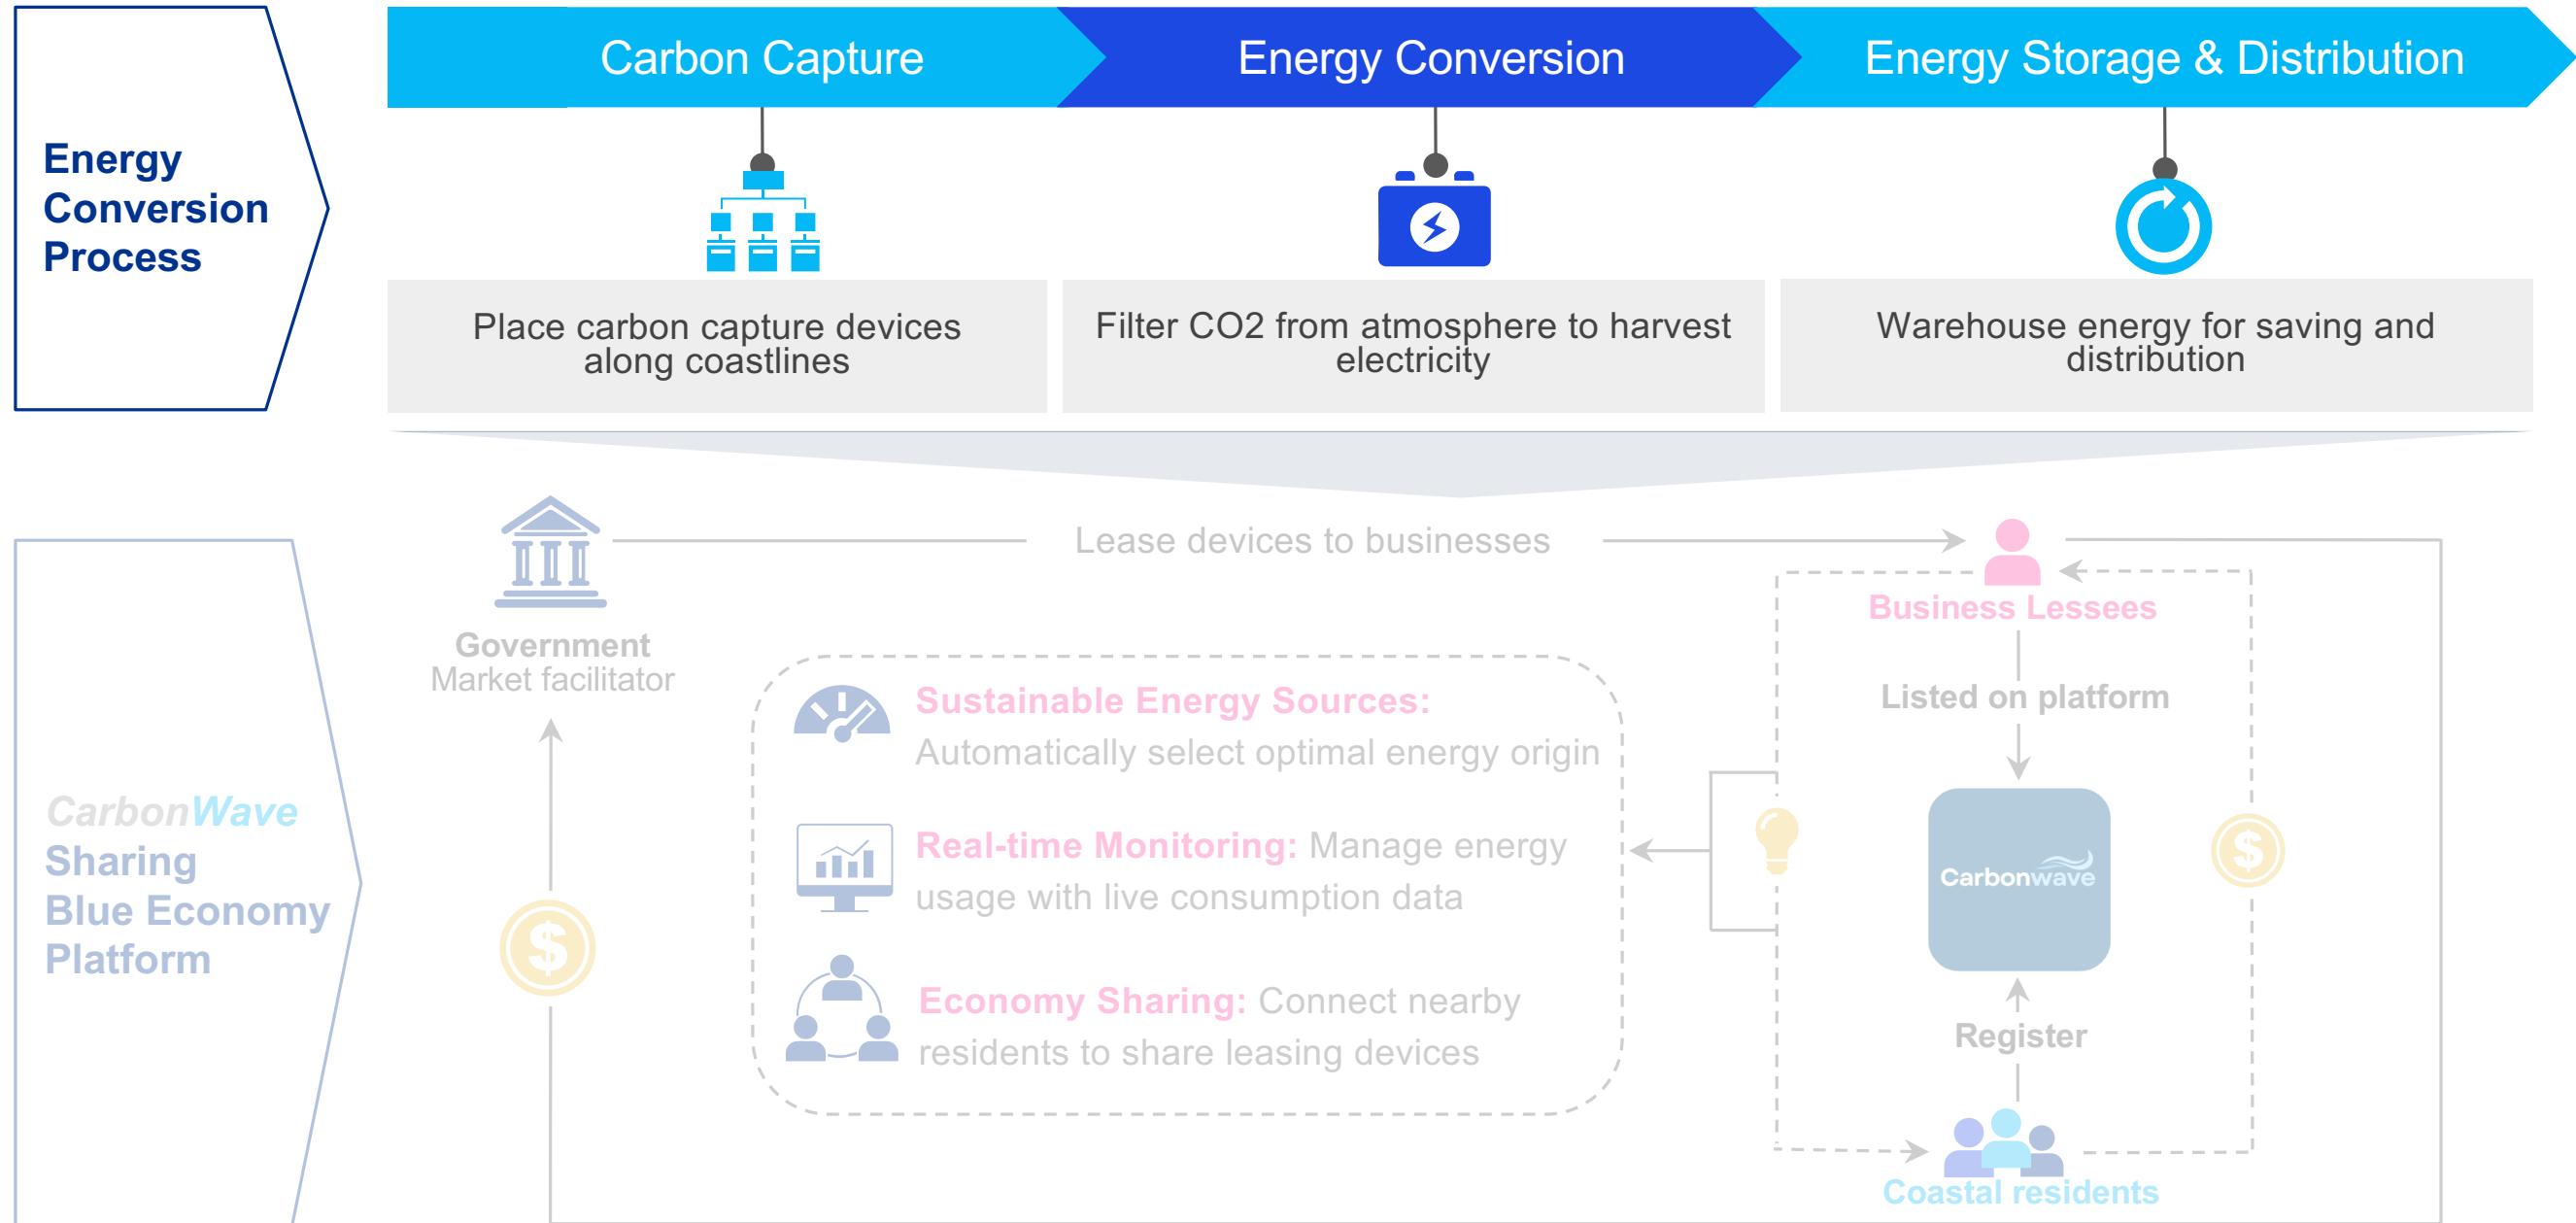 Carbon Capture
Energy Conversion
Energy Storage & Distribution
Energy
Conversion
Process
Place carbon capture devices
along coastlines
Filter CO2 from atmosphere to harvest
electricity
Warehouse energy for saving and
distribution
Lease devices to businesses
Government
Market facilitator
Business Lessees
Listed on platform
Sustainable Energy Sources:
Automatically select optimal energy origin
Real-time Monitoring: Manage energy
usage with live consumption data
Economy Sharing: Connect nearby
residents to share leasing devices
CarbonWave
Sharing
Blue Economy
Platform
$
Carbonwave
$
Register
Coastal residents